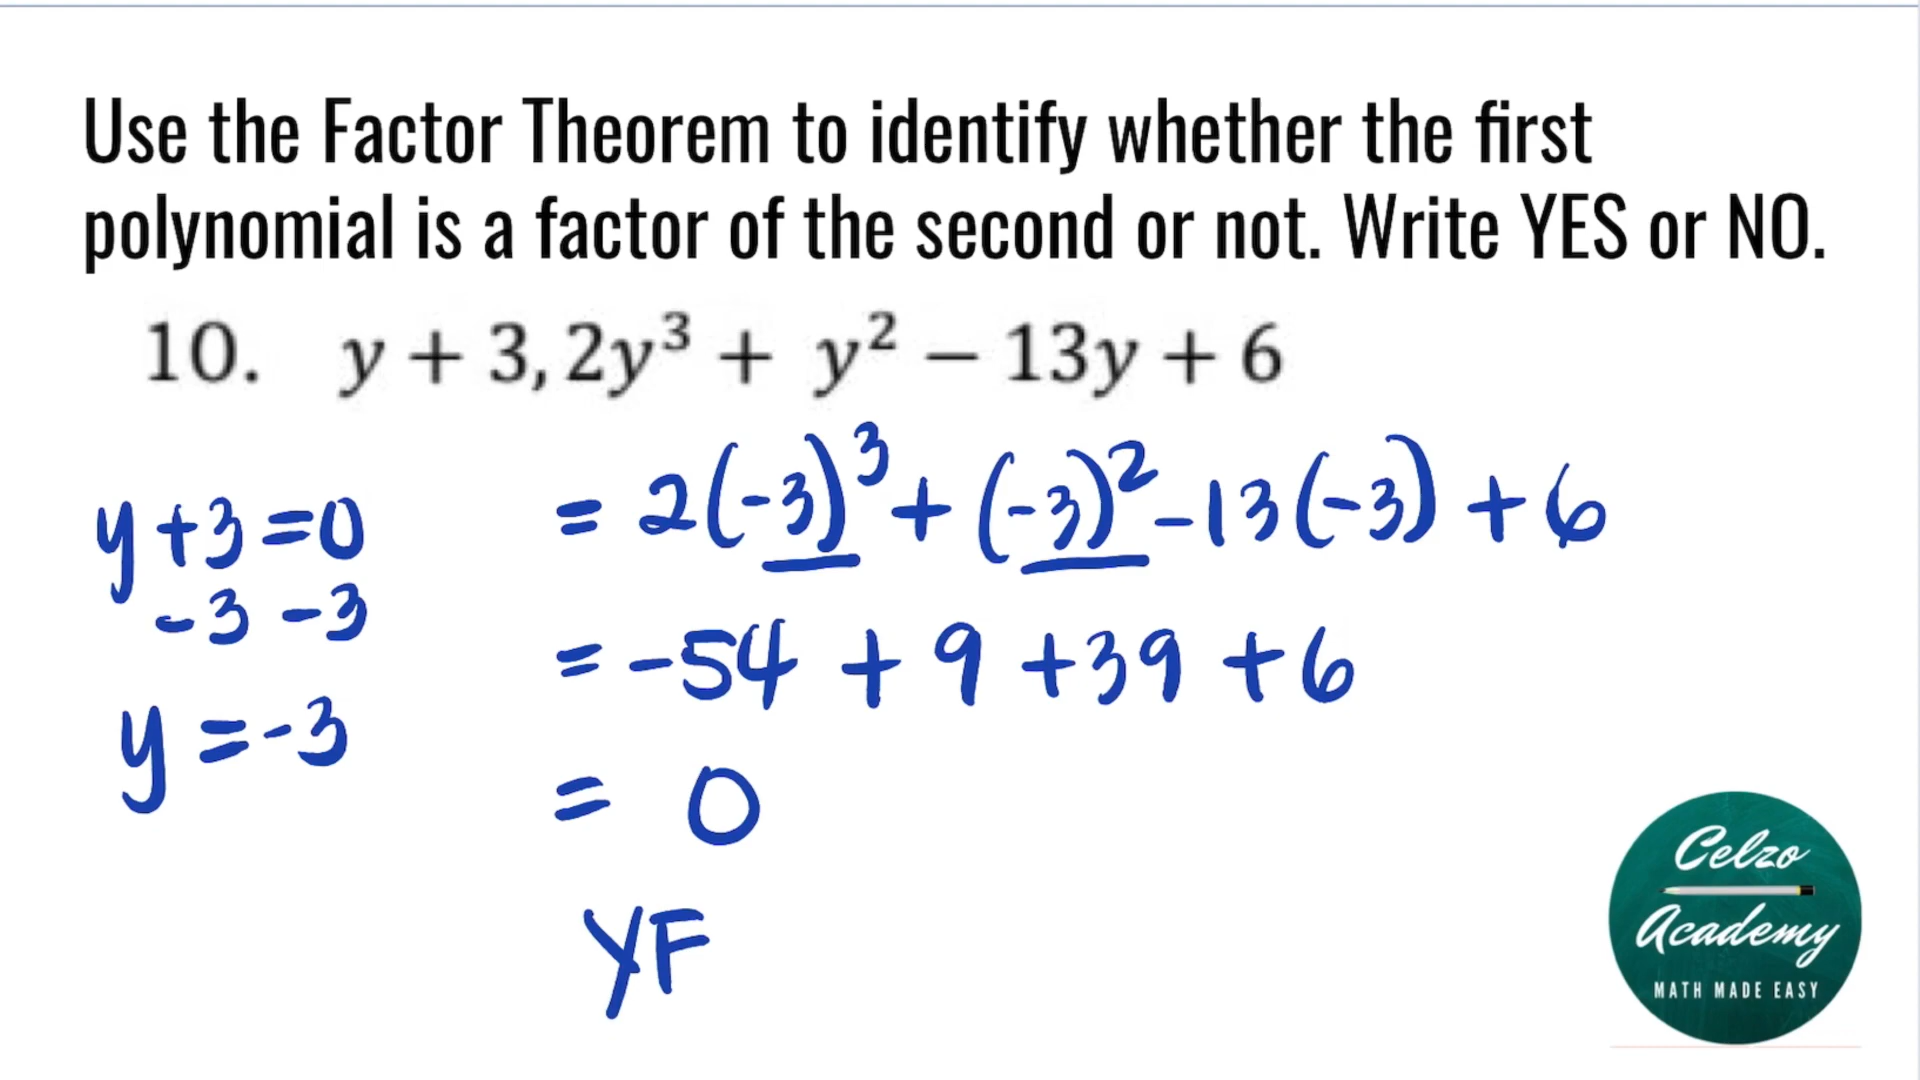 Use the Factor Theorem to identify whether the first
polynomial is a factor of the second or not. Write YES or NO.
10. y + 3, 2y³ + y² − 13y + 6
y+3=0
-3 -3
y=-3
= 2(-3)³+(-3)²-13(-3)+6
= -54 + 9 +39 +6
= 0
YF
Celzo
Academy
MATH MADE EASY